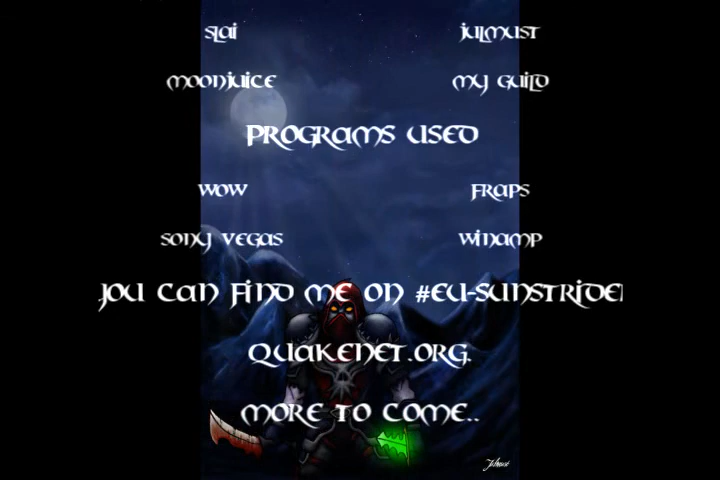 Slai Julmust
Moonjuice My Guild
Programs Used
WoW Fraps
Sony Vegas Winamp
You can find me on #EU-Sunstrider
Quakenet.org.
More to come..